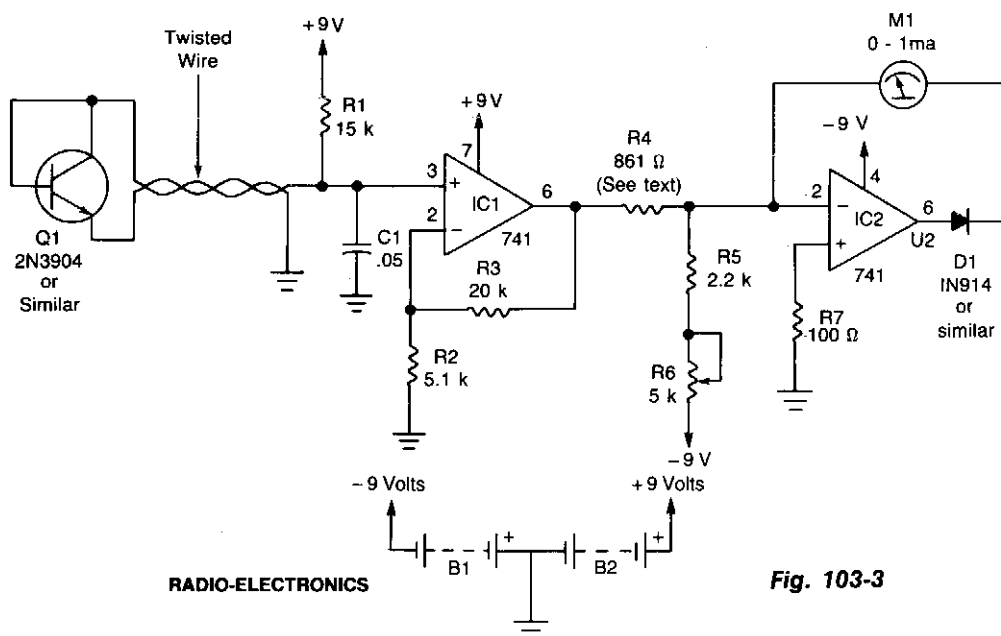 Twisted
Wire
+9V
R1
15 k
Q1
2N3904
or
Similar
C1
.05
+9V
7
3
+
2
−
IC1
6
741
R3
20 k
R2
5.1 k
R4
861 Ω
(See text)
R5
2.2 k
R6
5 k
−9 V
M1
0 - 1ma
−9 V
4
2
−
IC2
+
6
U2
741
R7
100 Ω
D1
IN914
or
similar
−9 Volts
+9 Volts
+
B1
B2
+
RADIO-ELECTRONICS
Fig. 103-3